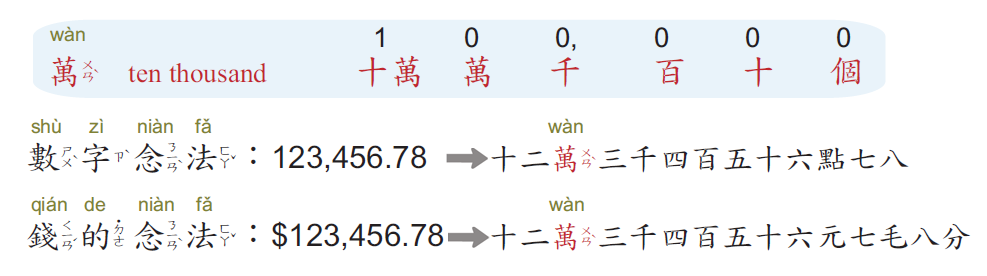 wàn 1 0 0, 0 0 0
萬ㄨㄢˋ ten thousand 十萬 萬 千 百 十 個
shù zì niàn fǎ wàn
數ㄕㄨˋ字ㄗˋ念ㄋㄧㄢˋ法ㄈㄚˇ：123,456.78 ➡ 十二萬ㄨㄢˋ三千四百五十六點七八
qián de niàn fǎ wàn
錢ㄑㄧㄢˊ的˙ㄉㄜ念ㄋㄧㄢˋ法ㄈㄚˇ：$123,456.78 ➡ 十二萬ㄨㄢˋ三千四百五十六元七毛八分